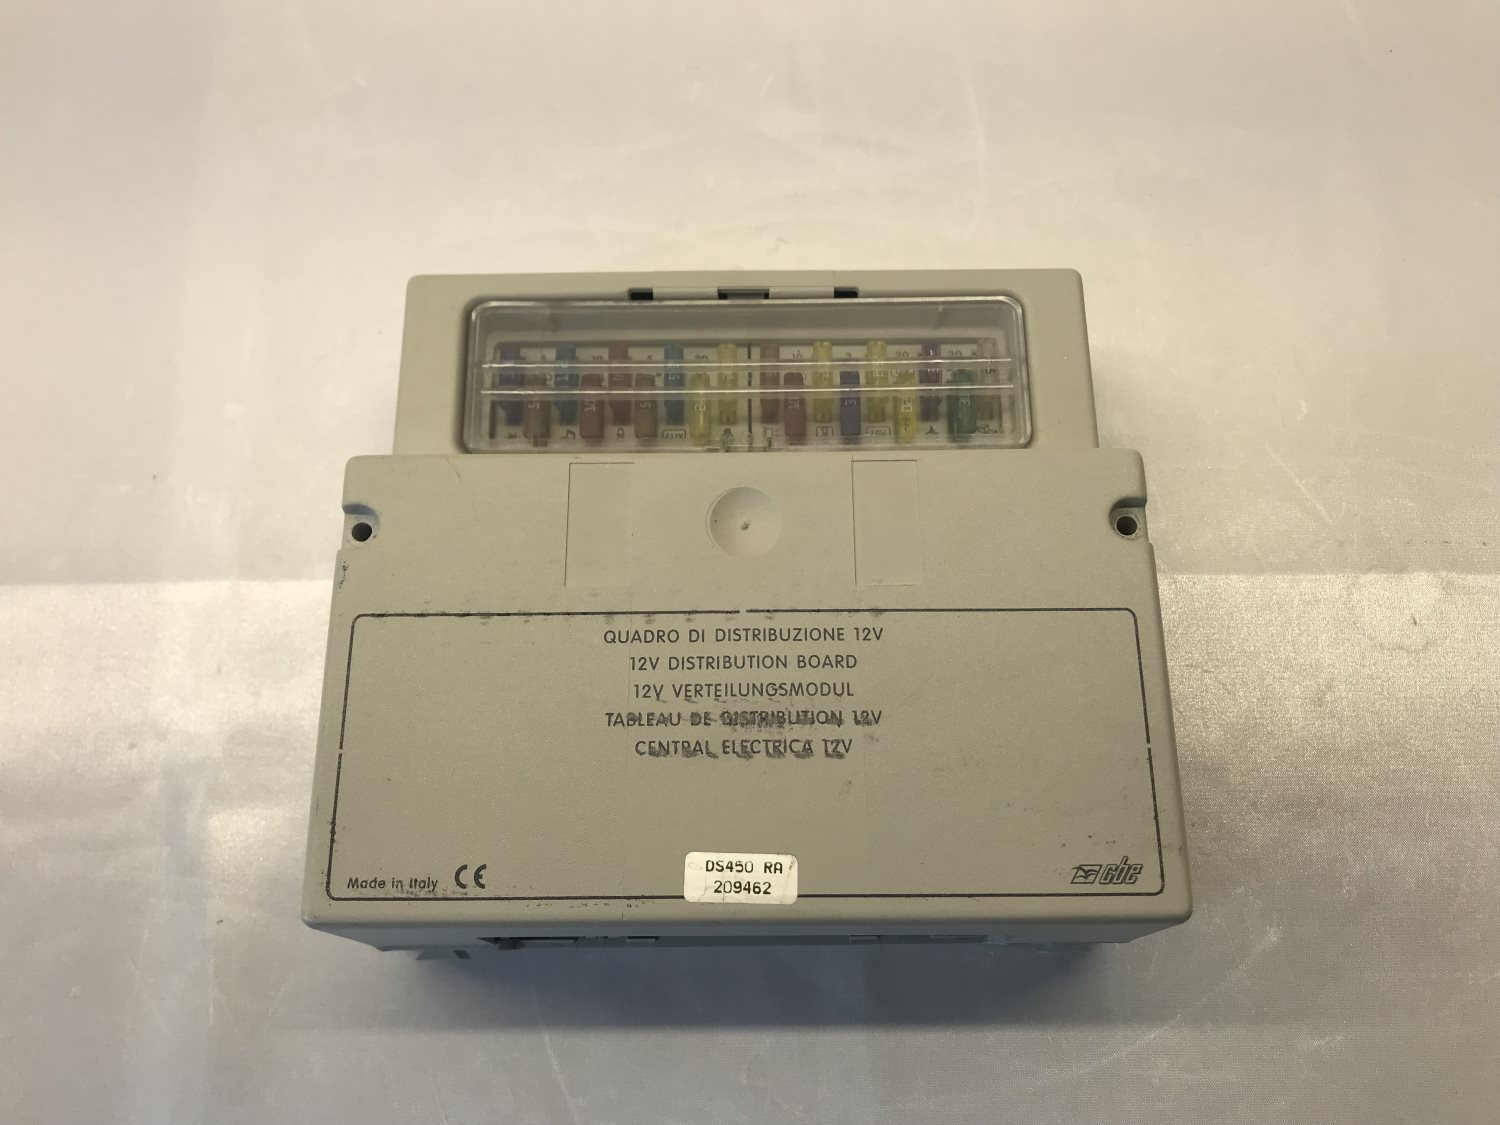 QUADRO DI DISTRIBUZIONE 12V
12V DISTRIBUTION BOARD
12V VERTEILUNGSMODUL
TABLEAU DE DISTRIBUTION 12V
CENTRAL ELECTRICA 12V
Made in Italy CE
DS450 RA
209462
cbe